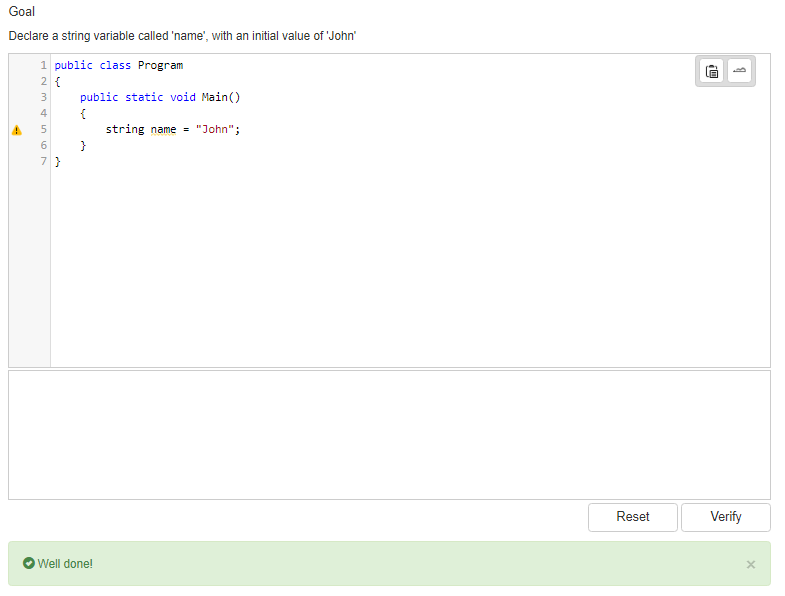 Goal
Declare a string variable called 'name', with an initial value of 'John'
1 public class Program
2 {
3     public static void Main()
4     {
5         string name = "John";
6     }
7 }
Reset Verify
Well done! ×